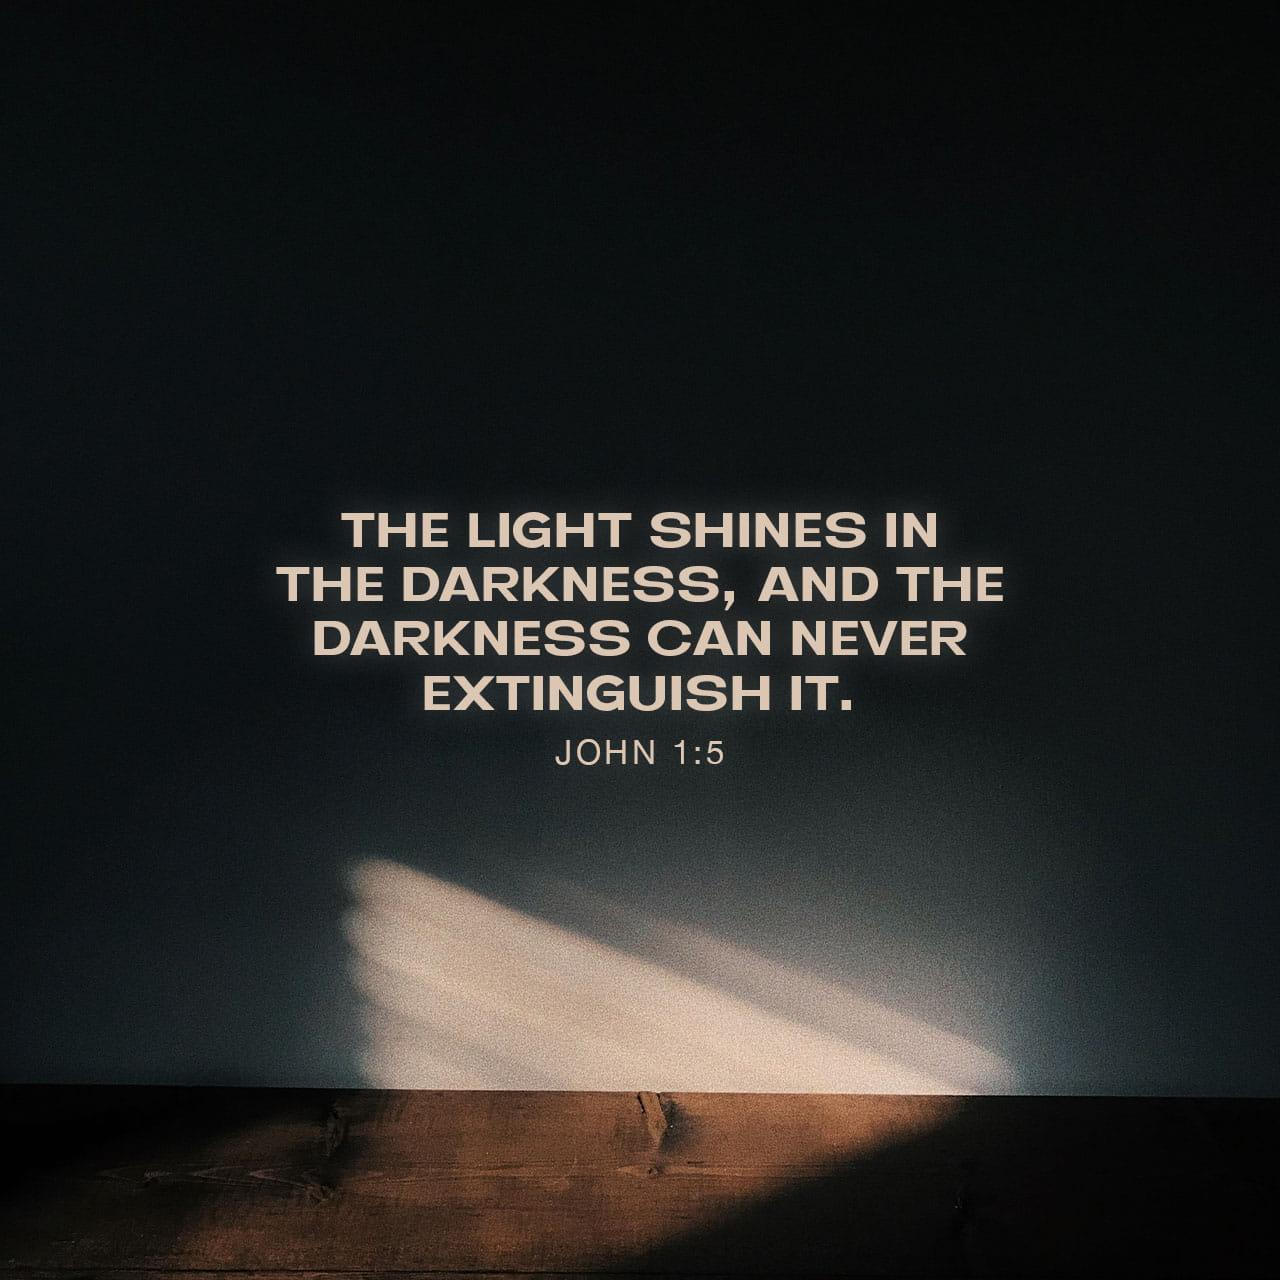 THE LIGHT SHINES IN
THE DARKNESS, AND THE
DARKNESS CAN NEVER
EXTINGUISH IT.
JOHN 1:5